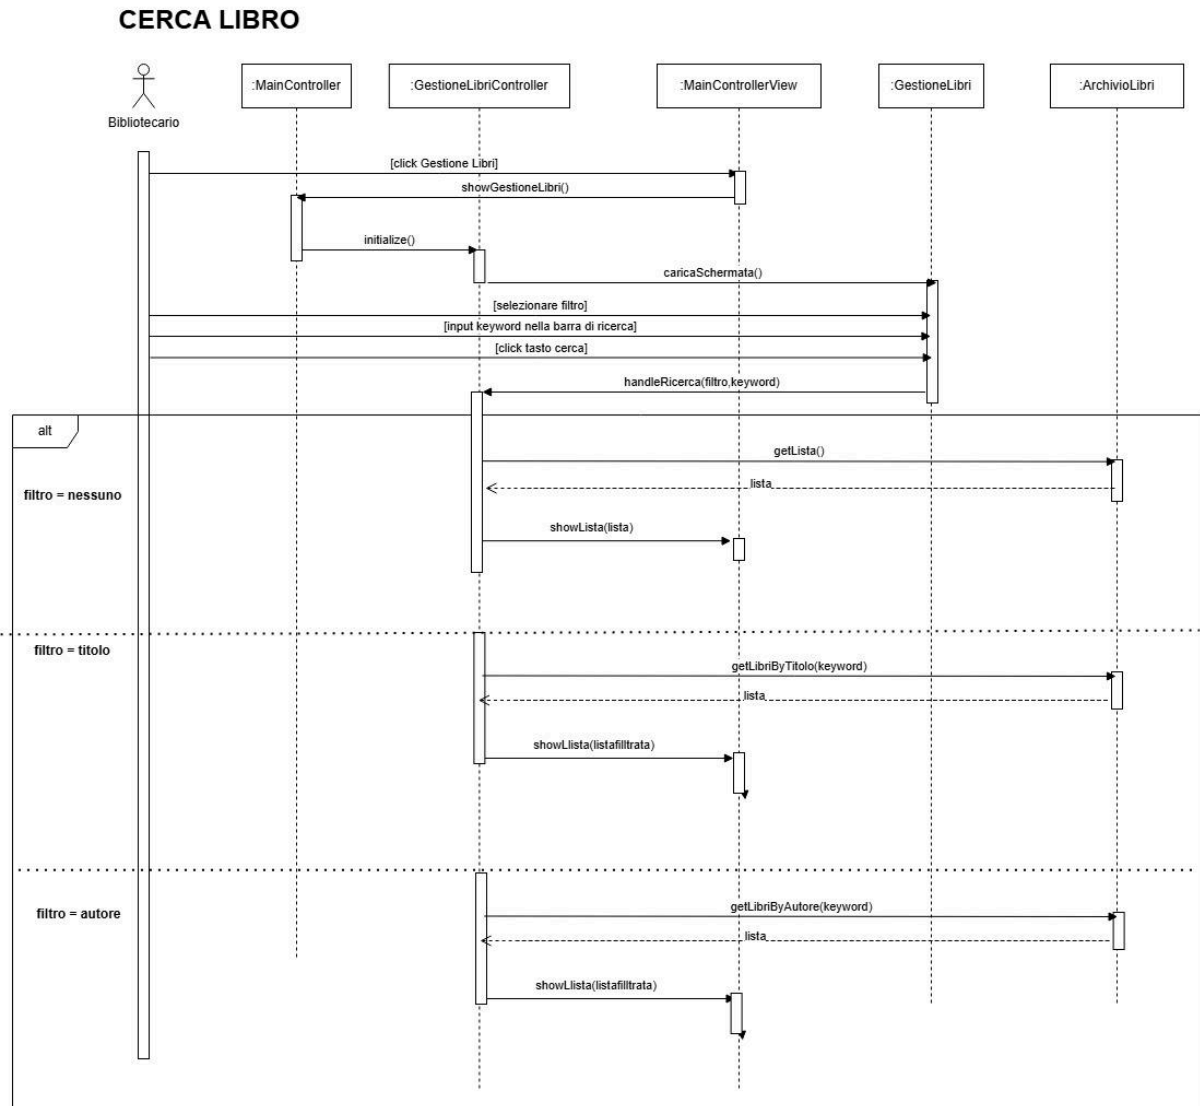 CERCA LIBRO
:MainController
:GestioneLibriController
:MainControllerView
:GestioneLibri
:ArchivioLibri
Bibliotecario
[click Gestione Libri]
showGestioneLibri()
initialize()
caricaSchermata()
[selezionare filtro]
[input keyword nella barra di ricerca]
[click tasto cerca]
handleRicerca(filtro,keyword)
alt
getLista()
filtro = nessuno
lista
showLista(lista)
filtro = titolo
getLibriByTitolo(keyword)
lista
showLlista(listafilltrata)
filtro = autore
getLibriByAutore(keyword)
lista
showLlista(listafilltrata)